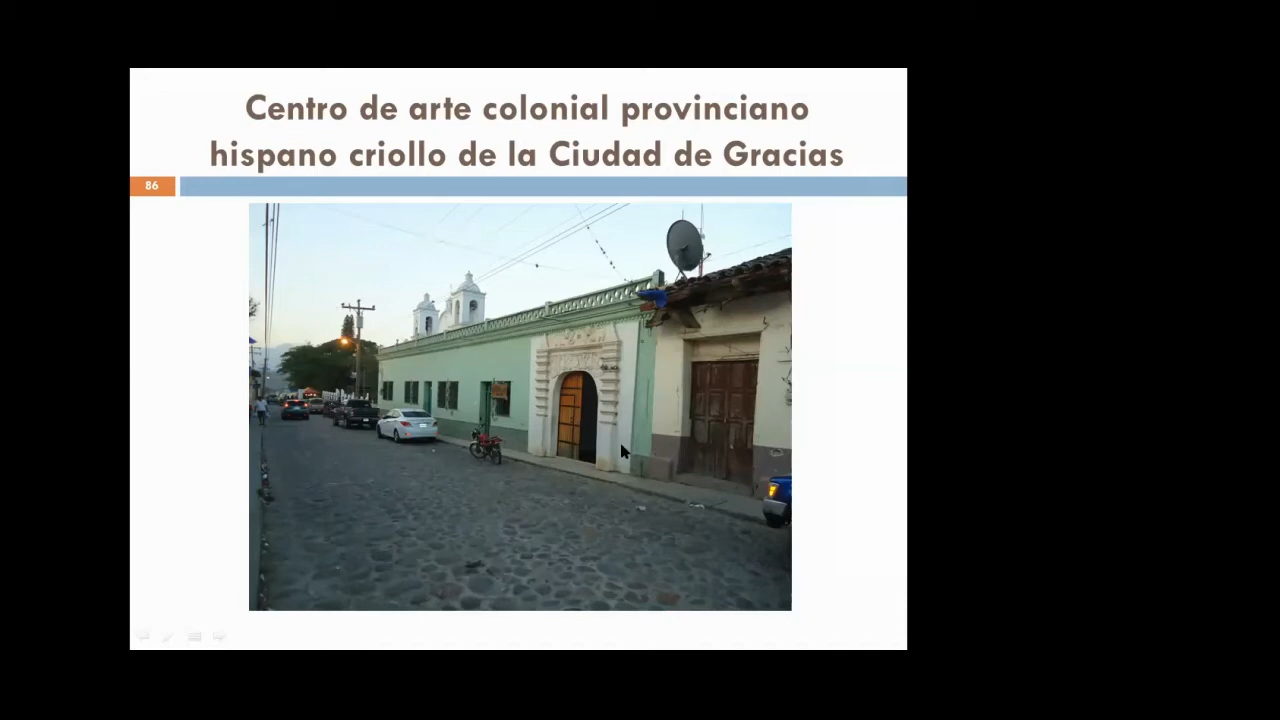 Centro de arte colonial provinciano
hispano criollo de la Ciudad de Gracias
86